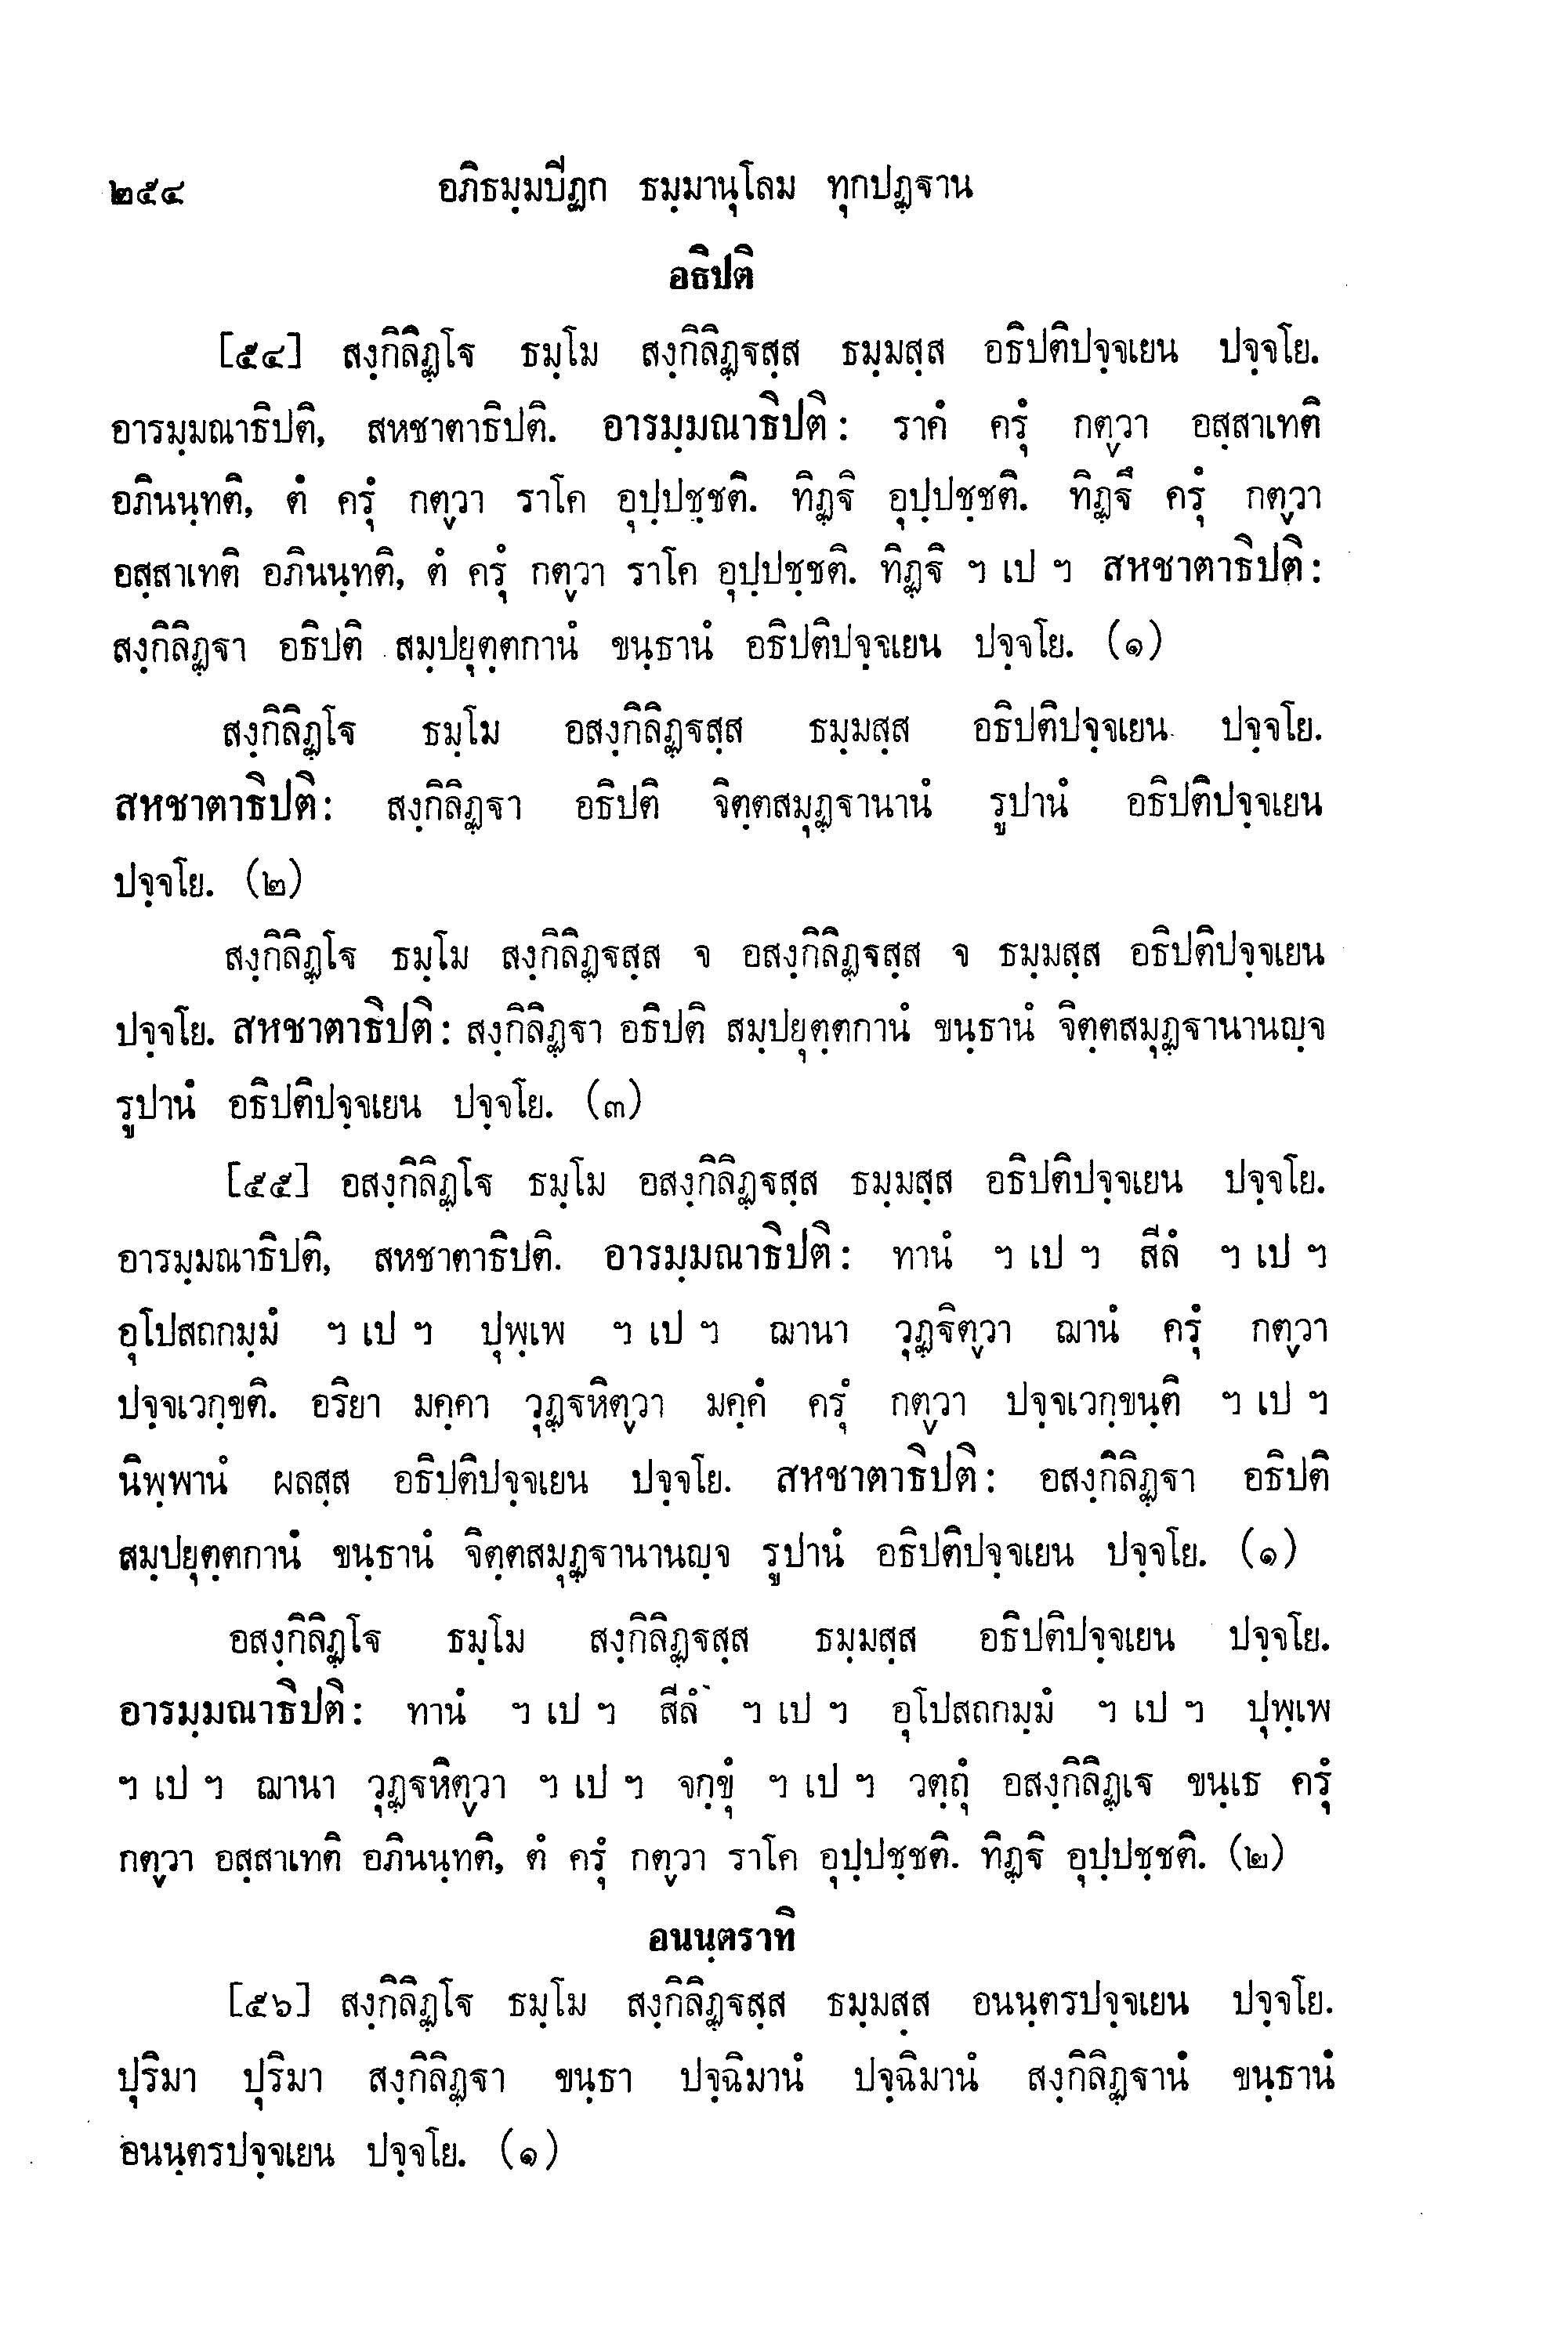 ๒๕๔ อภิธมฺมปีฏก ธมฺมานุโลม ทุกปฏฺฐาน
อธิปติ
[๕๔] สงฺกิลิฏฺโฐ ธมฺโม สงฺกิลิฏฺฐสฺส ธมฺมสฺส อธิปติปจฺจเยน ปจฺจโย.
อารมฺมณาธิปติ, สหชาตาธิปติ. อารมฺมณาธิปติ: ราคํ ครุํ กตฺวา อสฺสาเทติ
อภินนฺทติ, ตํ ครุํ กตฺวา ราโค อุปฺปชฺชติ. ทิฏฺฐิ อุปฺปชฺชติ. ทิฏฺฐึ ครุํ กตฺวา
อสฺสาเทติ อภินนฺทติ, ตํ ครุํ กตฺวา ราโค อุปฺปชฺชติ. ทิฏฺฐิ ฯ เป ฯ สหชาตาธิปติ:
สงฺกิลิฏฺฐา อธิปติ สมฺปยุตฺตกานํ ขนฺธานํ อธิปติปจฺจเยน ปจฺจโย. (๑)
สงฺกิลิฏฺโฐ ธมฺโม อสงฺกิลิฏฺฐสฺส ธมฺมสฺส อธิปติปจฺจเยน ปจฺจโย.
สหชาตาธิปติ: สงฺกิลิฏฺฐา อธิปติ จิตฺตสมุฏฺฐานานํ รูปานํ อธิปติปจฺจเยน
ปจฺจโย. (๒)
สงฺกิลิฏฺโฐ ธมฺโม สงฺกิลิฏฺฐสฺส จ อสงฺกิลิฏฺฐสฺส จ ธมฺมสฺส อธิปติปจฺจเยน
ปจฺจโย. สหชาตาธิปติ: สงฺกิลิฏฺฐา อธิปติ สมฺปยุตฺตกานํ ขนฺธานํ จิตฺตสมุฏฺฐานานญฺจ
รูปานํ อธิปติปจฺจเยน ปจฺจโย. (๓)
[๕๕] อสงฺกิลิฏฺโฐ ธมฺโม อสงฺกิลิฏฺฐสฺส ธมฺมสฺส อธิปติปจฺจเยน ปจฺจโย.
อารมฺมณาธิปติ, สหชาตาธิปติ. อารมฺมณาธิปติ: ทานํ ฯ เป ฯ สีลํ ฯ เป ฯ
อุโปสถกมฺมํ ฯ เป ฯ ปุพฺเพ ฯ เป ฯ ฌานา วุฏฺฐิตฺวา ฌานํ ครุํ กตฺวา
ปจฺจเวกฺขติ. อริยา มคฺคา วุฏฺฐหิตฺวา มคฺคํ ครุํ กตฺวา ปจฺจเวกฺขนฺติ ฯ เป ฯ
นิพฺพานํ ผลสฺส อธิปติปจฺจเยน ปจฺจโย. สหชาตาธิปติ: อสงฺกิลิฏฺฐา อธิปติ
สมฺปยุตฺตกานํ ขนฺธานํ จิตฺตสมุฏฺฐานานญฺจ รูปานํ อธิปติปจฺจเยน ปจฺจโย. (๑)
อสงฺกิลิฏฺโฐ ธมฺโม สงฺกิลิฏฺฐสฺส ธมฺมสฺส อธิปติปจฺจเยน ปจฺจโย.
อารมฺมณาธิปติ: ทานํ ฯ เป ฯ สีลํ ฯ เป ฯ อุโปสถกมฺมํ ฯ เป ฯ ปุพฺเพ
ฯ เป ฯ ฌานา วุฏฺฐหิตฺวา ฯ เป ฯ จกฺขุํ ฯ เป ฯ วตฺถุํ อสงฺกิลิฏฺเฐ ขนฺเธ ครุํ
กตฺวา อสฺสาเทติ อภินนฺทติ, ตํ ครุํ กตฺวา ราโค อุปฺปชฺชติ. ทิฏฺฐิ อุปฺปชฺชติ. (๒)
อนนฺตราทิ
[๕๖] สงฺกิลิฏฺโฐ ธมฺโม สงฺกิลิฏฺฐสฺส ธมฺมสฺส อนนฺตรปจฺจเยน ปจฺจโย.
ปุริมา ปุริมา สงฺกิลิฏฺฐา ขนฺธา ปจฺฉิมานํ ปจฺฉิมานํ สงฺกิลิฏฺฐานํ ขนฺธานํ
อนนฺตรปจฺจเยน ปจฺจโย. (๑)